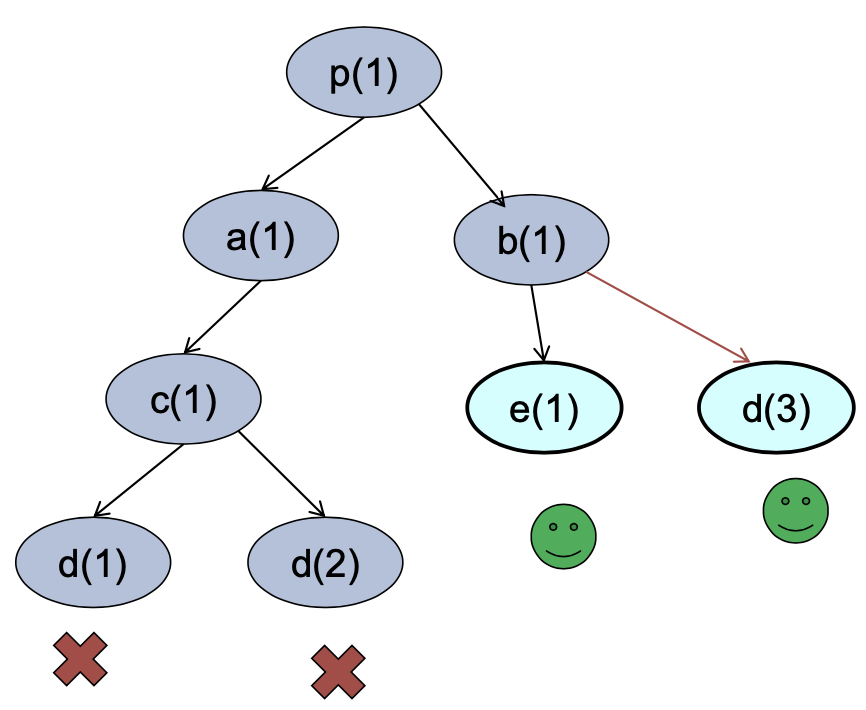 p(1)
a(1)
b(1)
c(1)
e(1)
d(3)
d(1)
d(2)